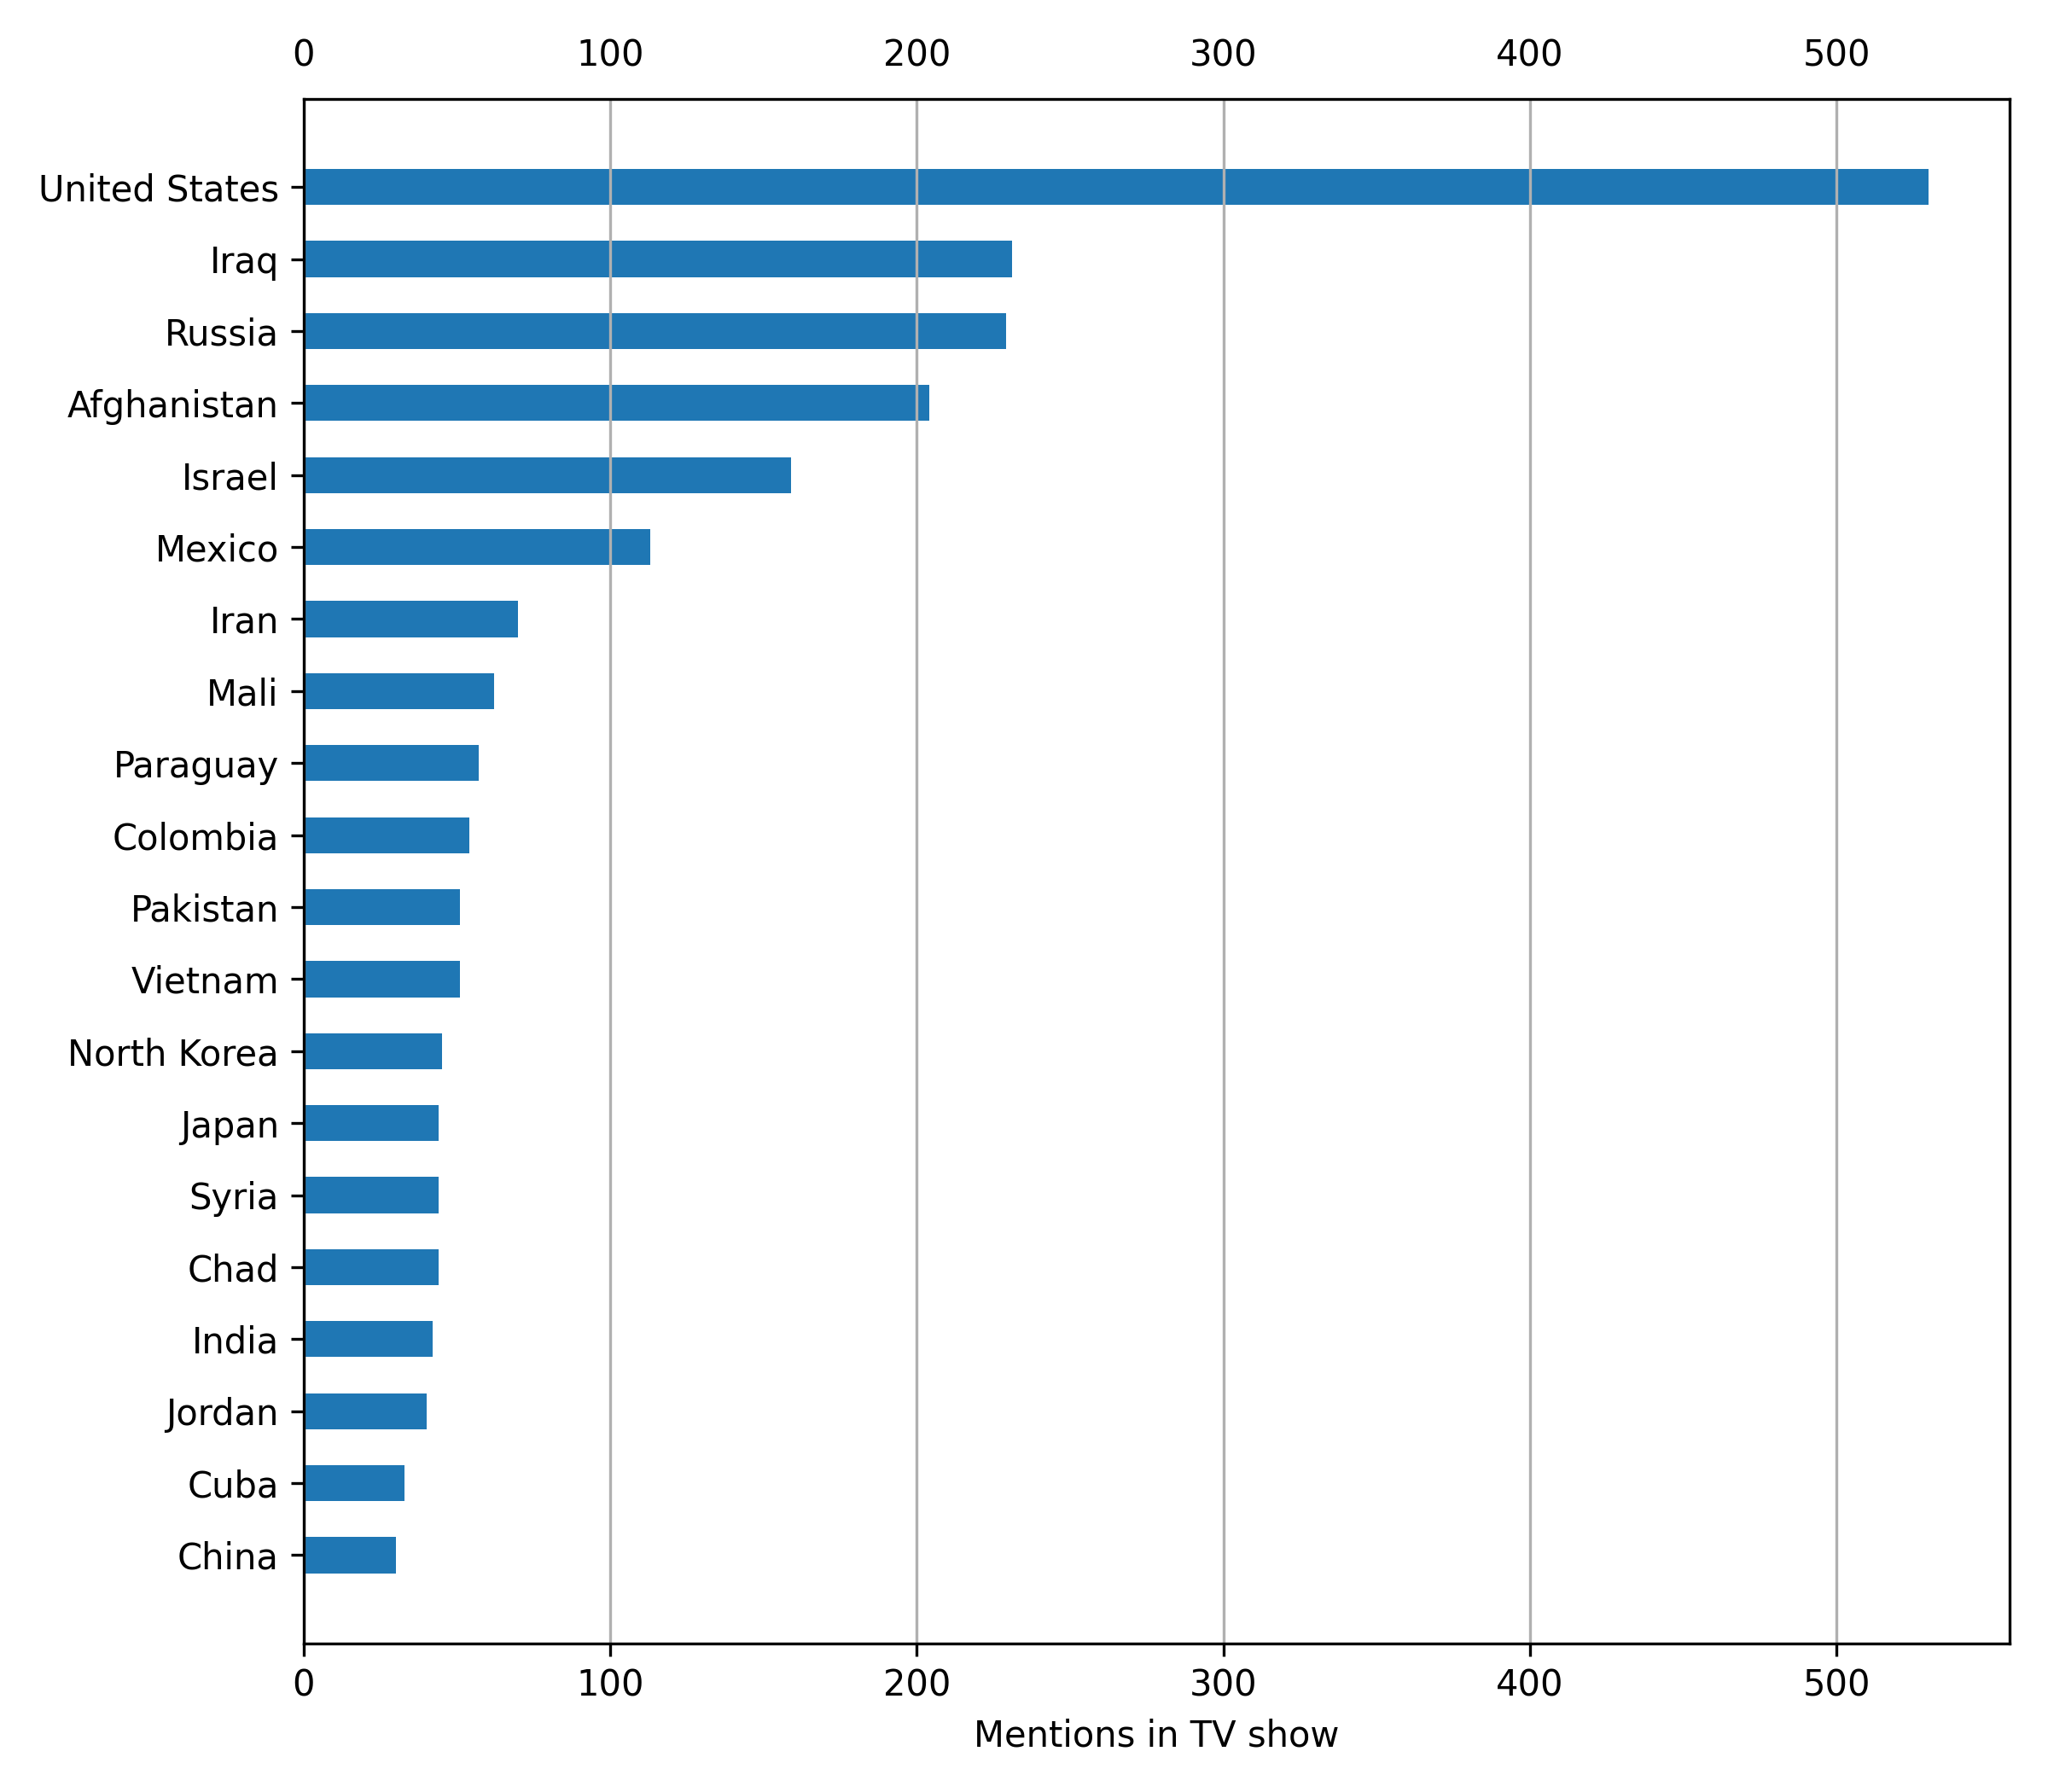 0 100 200 300 400 500
United States
Iraq
Russia
Afghanistan
Israel
Mexico
Iran
Mali
Paraguay
Colombia
Pakistan
Vietnam
North Korea
Japan
Syria
Chad
India
Jordan
Cuba
China
0 100 200 300 400 500
Mentions in TV show